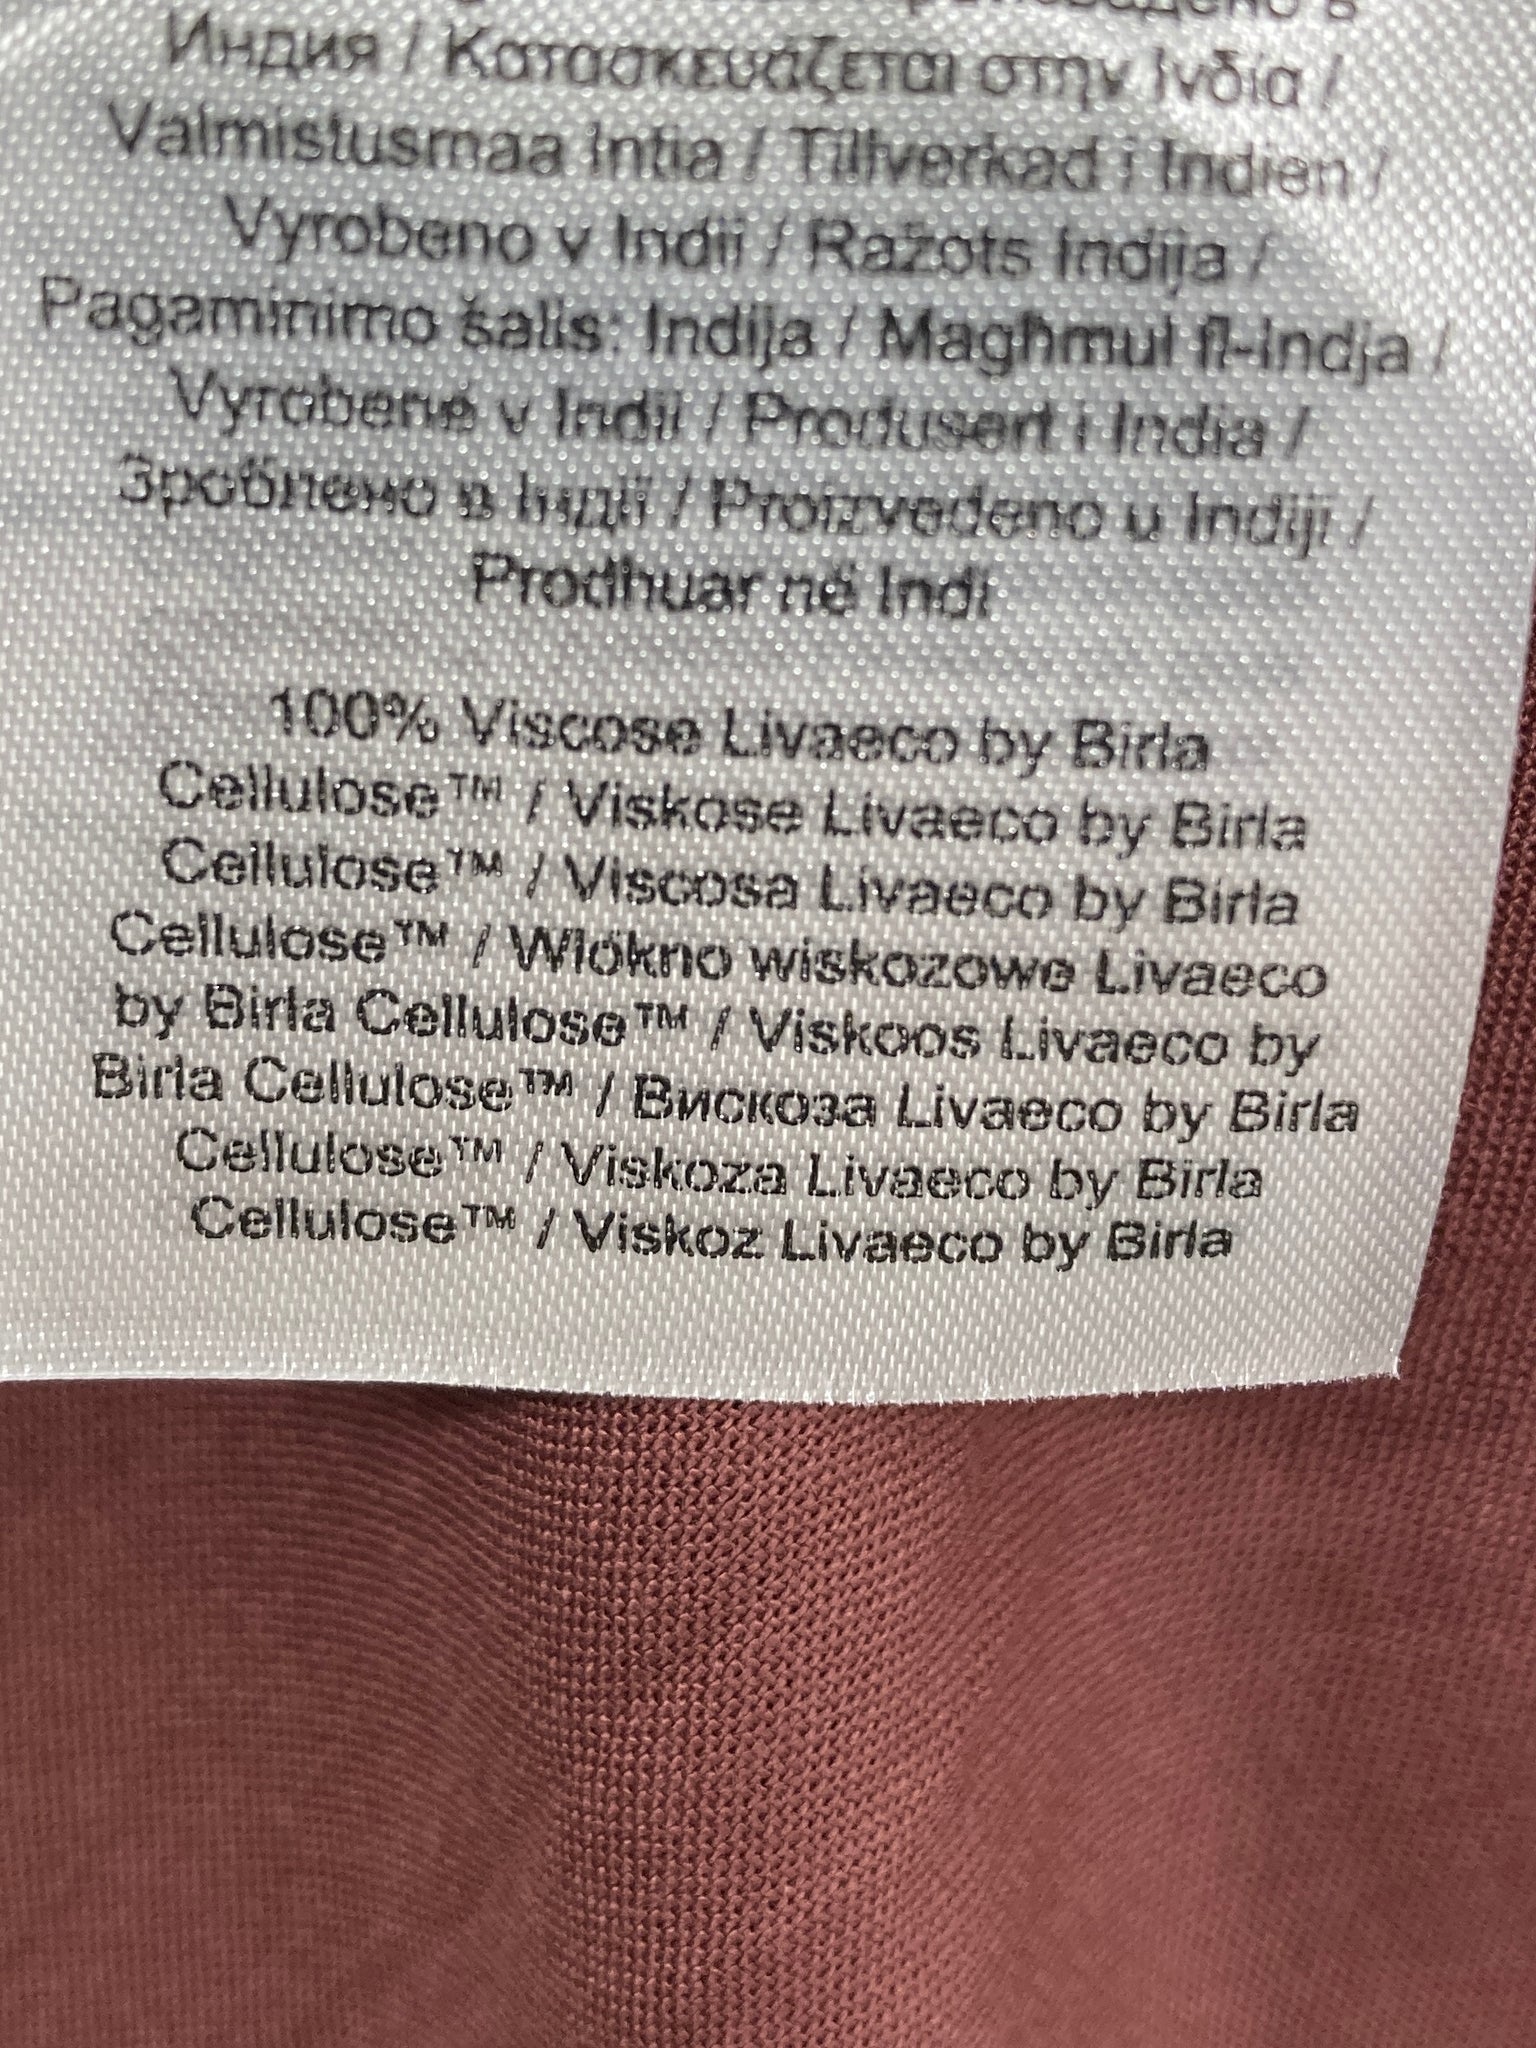 Индия / Κατασκευάζεται στην Ινδία /
Valmistusmaa Intia / Tillverkad i Indien /
Vyrobeno v Indii / Ražots Indija /
Pagaminimo šalis: Indija / Magħmul fl-Indja /
Vyrobené v Indii / Produsert i India /
Зроблено в Індії / Proizvedeno u Indiji /
Prodhuar në Indi
100% Viscose Livaeco by Birla
Cellulose™ / Viskose Livaeco by Birla
Cellulose™ / Viscosa Livaeco by Birla
Cellulose™ / Włókno wiskozowe Livaeco
by Birla Cellulose™ / Viskoos Livaeco by
Birla Cellulose™ / Вискоза Livaeco by Birla
Cellulose™ / Viskoza Livaeco by Birla
Cellulose™ / Viskoz Livaeco by Birla